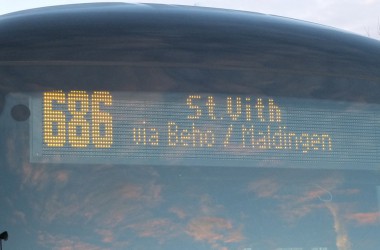 686 St.Vith
via Beho / Maldingen